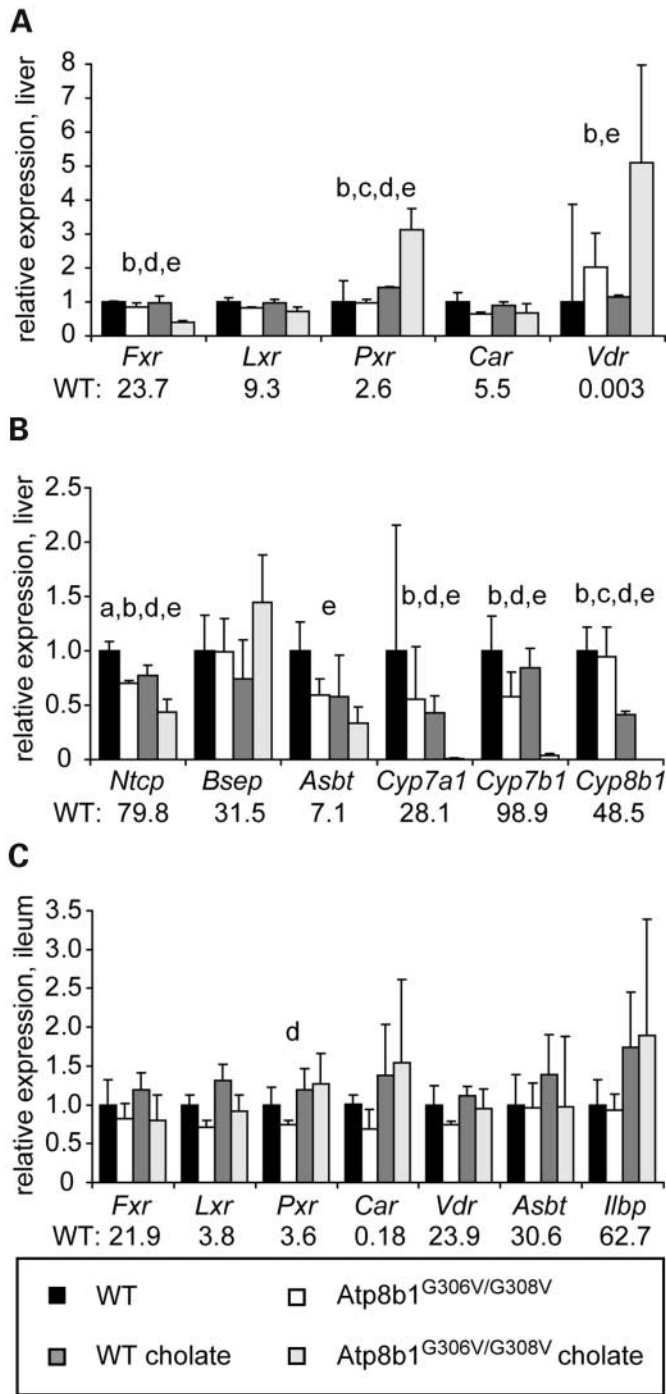 A
relative expression, liver
8
7
6
5
4
3
2
1
0
b,d,e
b,c,d,e
b,e
Fxr Lxr Pxr Car Vdr
WT: 23.7 9.3 2.6 5.5 0.003
B
relative expression, liver
2.5
2.0
1.5
1.0
0.5
0
a,b,d,e
e
b,d,e
b,d,e
b,c,d,e
Ntcp Bsep Asbt Cyp7a1 Cyp7b1 Cyp8b1
WT: 79.8 31.5 7.1 28.1 98.9 48.5
C
relative expression, ileum
3.5
3.0
2.5
2.0
1.5
1.0
0.5
0
d
Fxr Lxr Pxr Car Vdr Asbt Ilbp
WT: 21.9 3.8 3.6 0.18 23.9 30.6 62.7
WT Atp8b1G306V/G308V
WT cholate Atp8b1G306V/G308V cholate